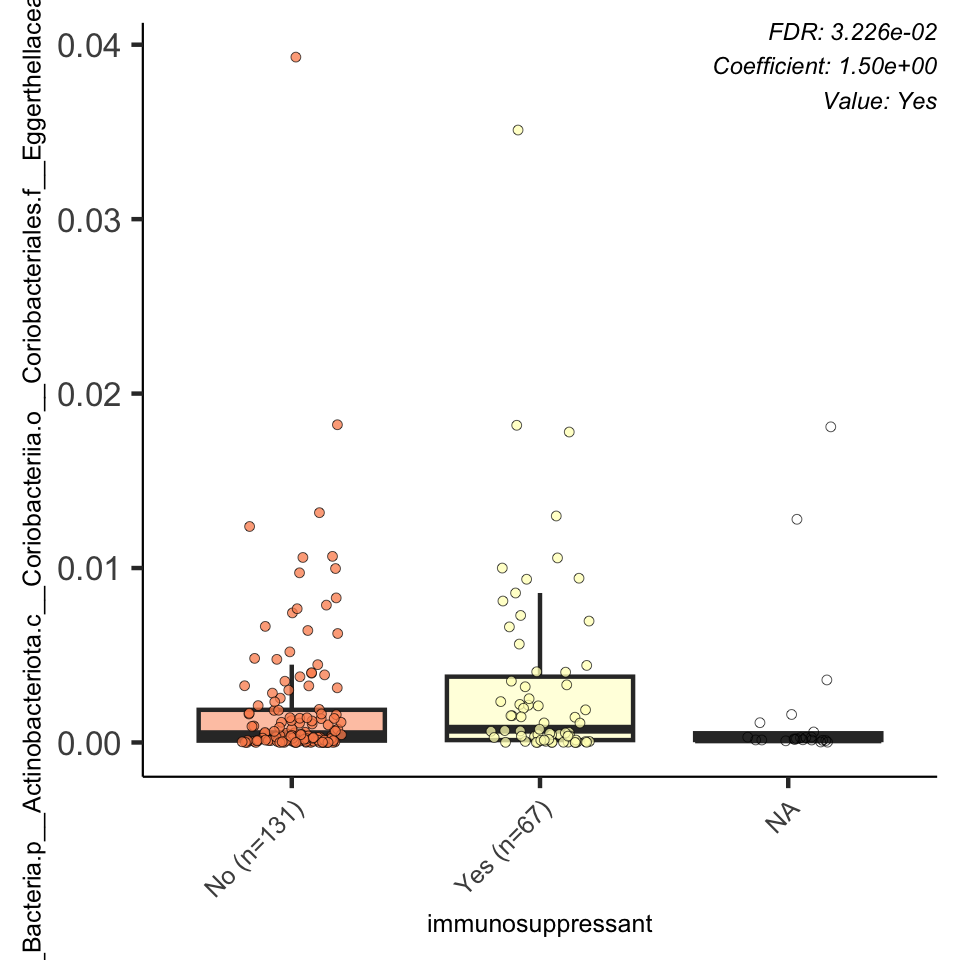 FDR: 3.226e-02
Coefficient: 1.50e+00
Value: Yes
_Bacteria.p__Actinobacteriota.c__Coriobacteriia.o__Coriobacteriales.f__Eggerthellacea
0.04
0.03
0.02
0.01
0.00
No (n=131)
Yes (n=67)
NA
immunosuppressant